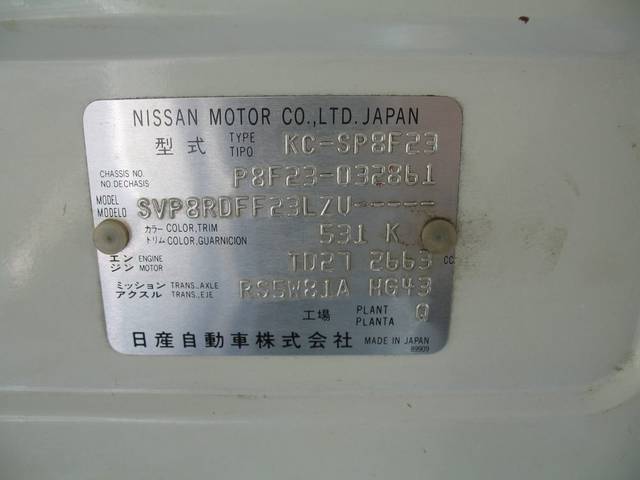 NISSAN MOTOR CO.,LTD. JAPAN
型式 TYPE TIPO KC-SP8F23
CHASSIS NO. NO. DE CHASIS P8F23-032861
MODEL MODELO SVP8RDFF23LZU-----
カラー COLOR, TRIM トリム COLOR, GUARNICION 531 K
エンジン ENGINE MOTOR TD27 2663 CC
ミッション TRANS., AXLE アクスル TRANS., EJE RS5W81A HG43
工場 PLANT PLANTA Q
日産自動車株式会社 MADE IN JAPAN
89909